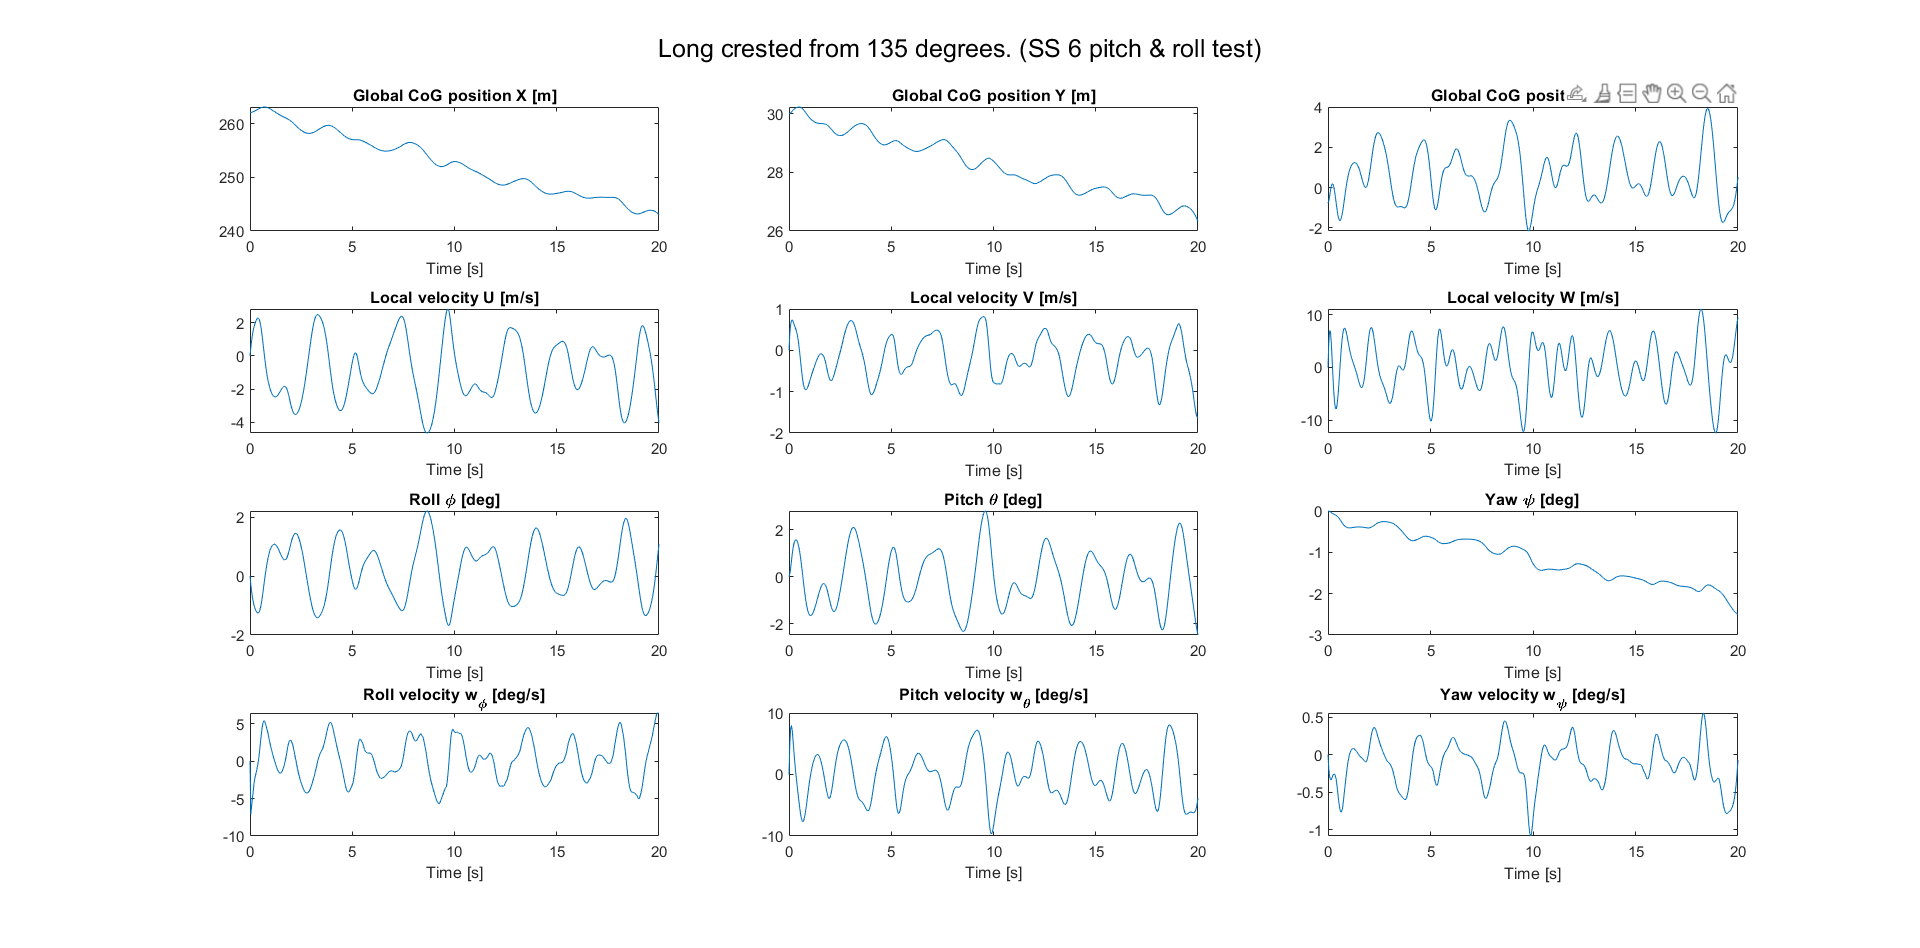 Long crested from 135 degrees. (SS 6 pitch & roll test)
Global CoG position X [m]
260
250
240
0 5 10 15 20
Time [s]
Global CoG position Y [m]
30
28
26
0 5 10 15 20
Time [s]
Global CoG posit
4
2
0
-2
0 5 10 15 20
Time [s]
Local velocity U [m/s]
2
0
-2
-4
0 5 10 15 20
Time [s]
Local velocity V [m/s]
1
0
-1
-2
0 5 10 15 20
Time [s]
Local velocity W [m/s]
10
0
-10
0 5 10 15 20
Time [s]
Roll ϕ [deg]
2
0
-2
0 5 10 15 20
Time [s]
Pitch θ [deg]
2
0
-2
0 5 10 15 20
Time [s]
Yaw ψ [deg]
0
-1
-2
-3
0 5 10 15 20
Time [s]
Roll velocity w_ϕ [deg/s]
5
0
-5
-10
0 5 10 15 20
Time [s]
Pitch velocity w_θ [deg/s]
10
0
-10
0 5 10 15 20
Time [s]
Yaw velocity w_ψ [deg/s]
0.5
0
-0.5
-1
0 5 10 15 20
Time [s]